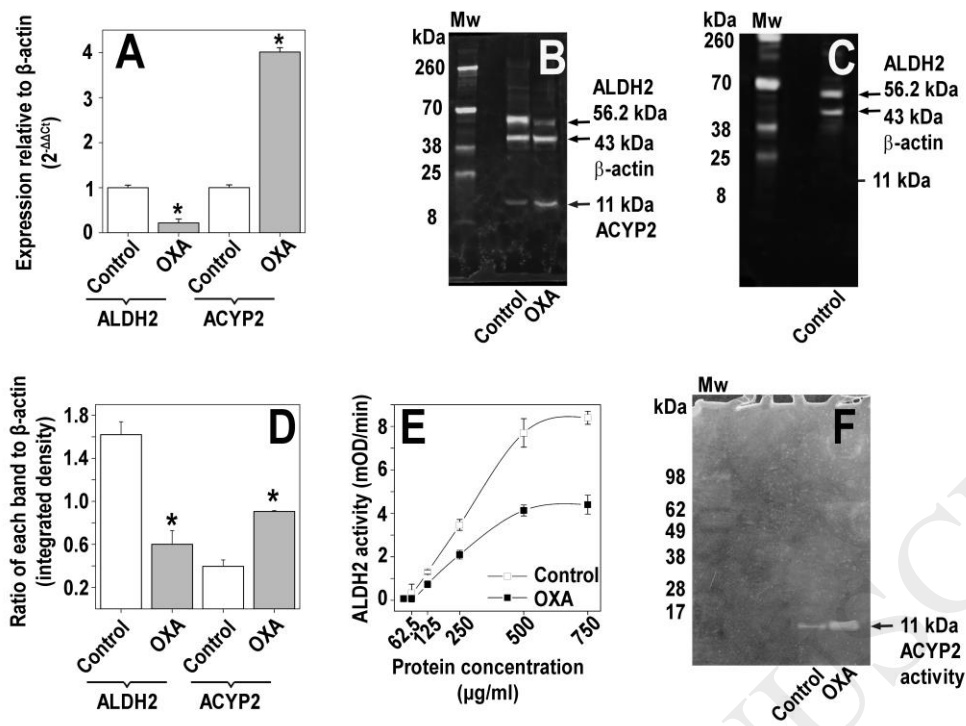 A
Expression relative to β-actin
(2-ΔΔCt)
4
3
2
1
0
*
*
Control
OXA
Control
OXA
ALDH2
ACYP2
Mw
kDa
260
70
38
25
8
B
ALDH2
56.2 kDa
43 kDa
β-actin
11 kDa
ACYP2
Control
OXA
Mw
kDa
260
70
38
25
8
C
ALDH2
56.2 kDa
43 kDa
β-actin
11 kDa
Control
D
Ratio of each band to β-actin
(integrated density)
1.8
1.4
1.0
0.6
0.2
*
*
Control
OXA
Control
OXA
ALDH2
ACYP2
E
ALDH2 activity (mOD/min)
8
6
4
2
0
Control
OXA
62.5
125
250
500
750
Protein concentration
(μg/ml)
Mw
kDa
98
62
49
38
28
17
F
11 kDa
ACYP2
activity
Control
OXA